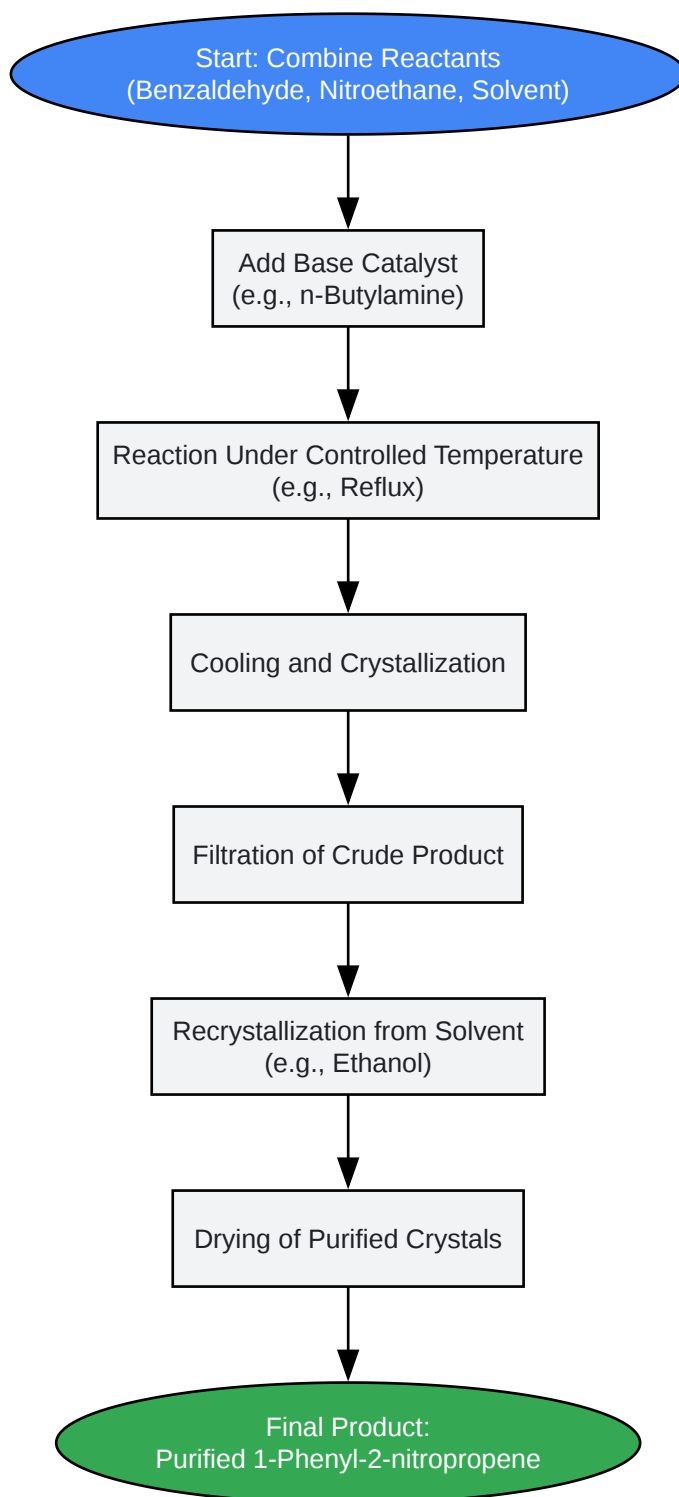 Start: Combine Reactants
(Benzaldehyde, Nitroethane, Solvent)
Add Base Catalyst
(e.g., n-Butylamine)
Reaction Under Controlled Temperature
(e.g., Reflux)
Cooling and Crystallization
Filtration of Crude Product
Recrystallization from Solvent
(e.g., Ethanol)
Drying of Purified Crystals
Final Product:
Purified 1-Phenyl-2-nitropropene